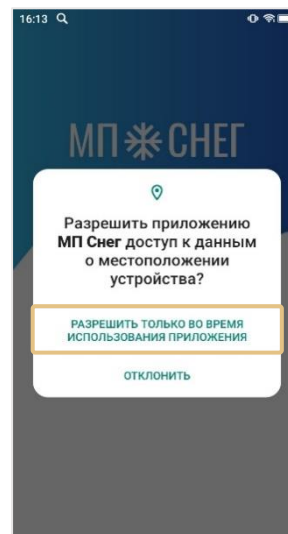 16:13
МП СНЕГ
Разрешить приложению
МП Снег доступ к данным
о местоположении
устройства?
РАЗРЕШИТЬ ТОЛЬКО ВО ВРЕМЯ
ИСПОЛЬЗОВАНИЯ ПРИЛОЖЕНИЯ
ОТКЛОНИТЬ